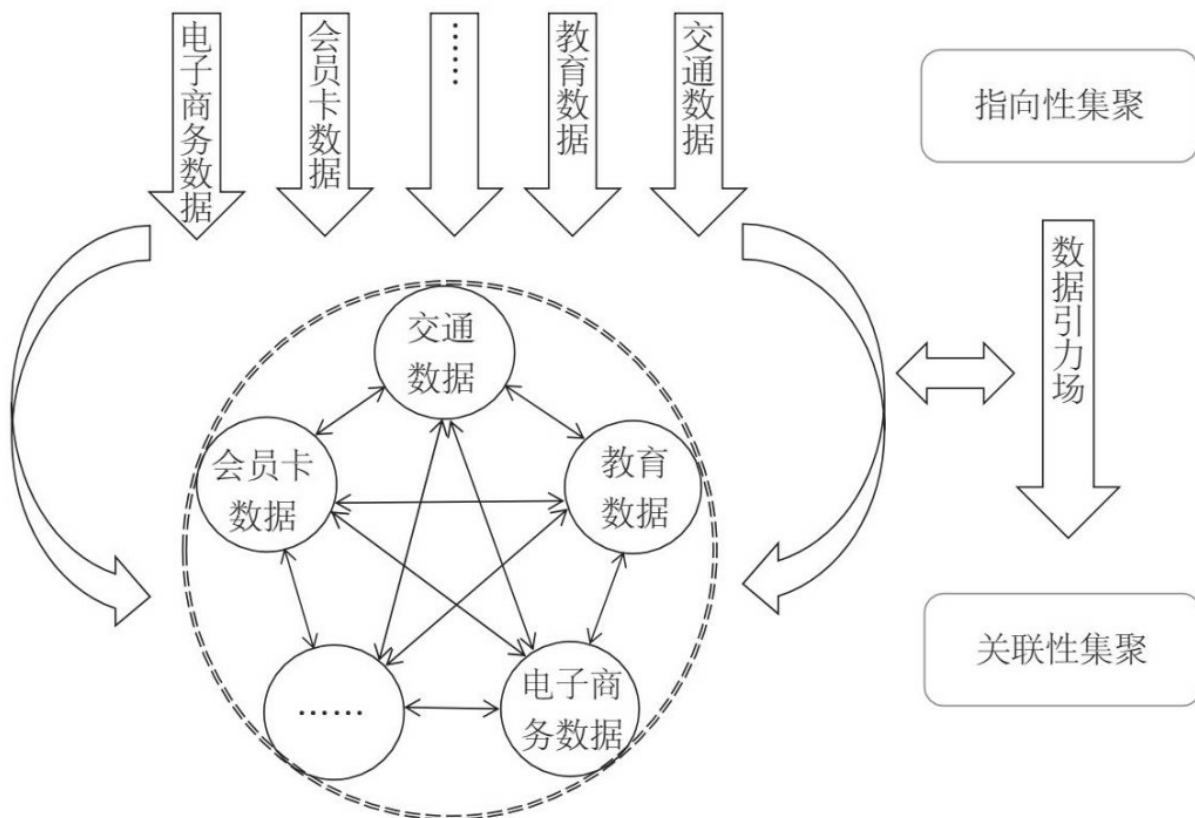 电子商务数据
会员卡数据
……
教育数据
交通数据
指向性集聚
数据引力场
交通
数据
会员卡
数据
教育
数据
……
电子商
务数据
关联性集聚